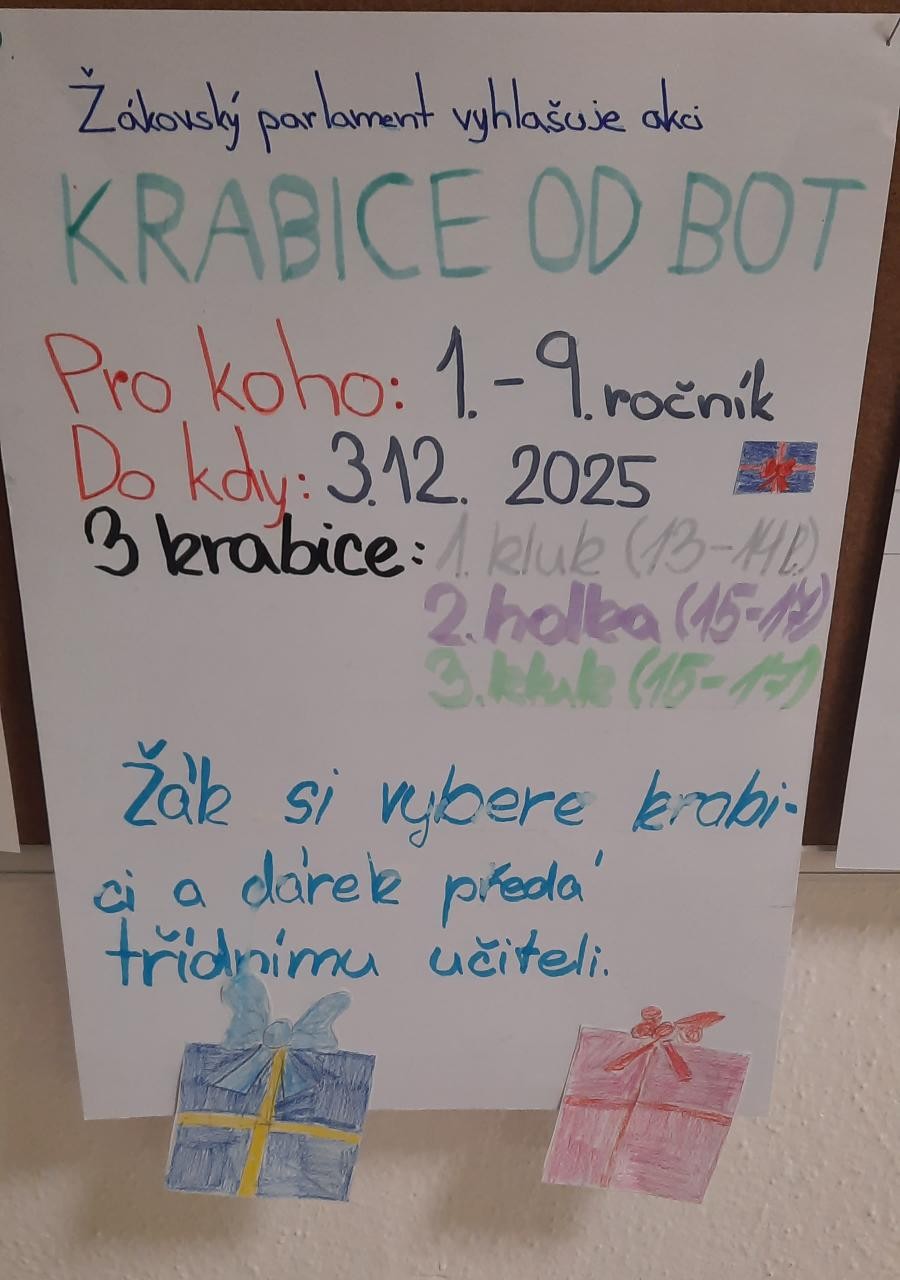 Žákovský parlament vyhlašuje akci
KRABICE OD BOT
Pro koho: 1.-9. ročník
Do kdy: 3.12. 2025
3 krabice: 1. kluk (13-14l.)
2. holka (15-17)
3. kluk (15-17)
Žák si vybere krabi-
ci a dárek předá
třídnímu učiteli.